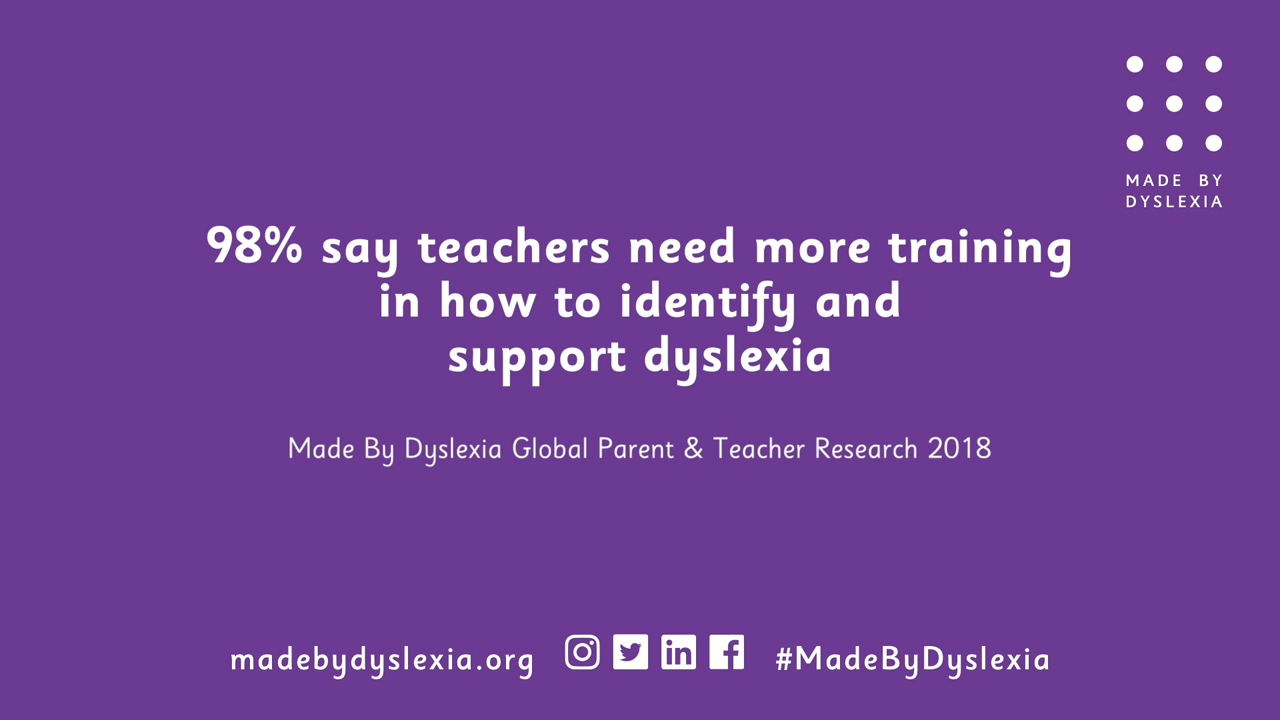 MADE BY
DYSLEXIA
98% say teachers need more training
in how to identify and
support dyslexia
Made By Dyslexia Global Parent & Teacher Research 2018
madebydyslexia.org #MadeByDyslexia